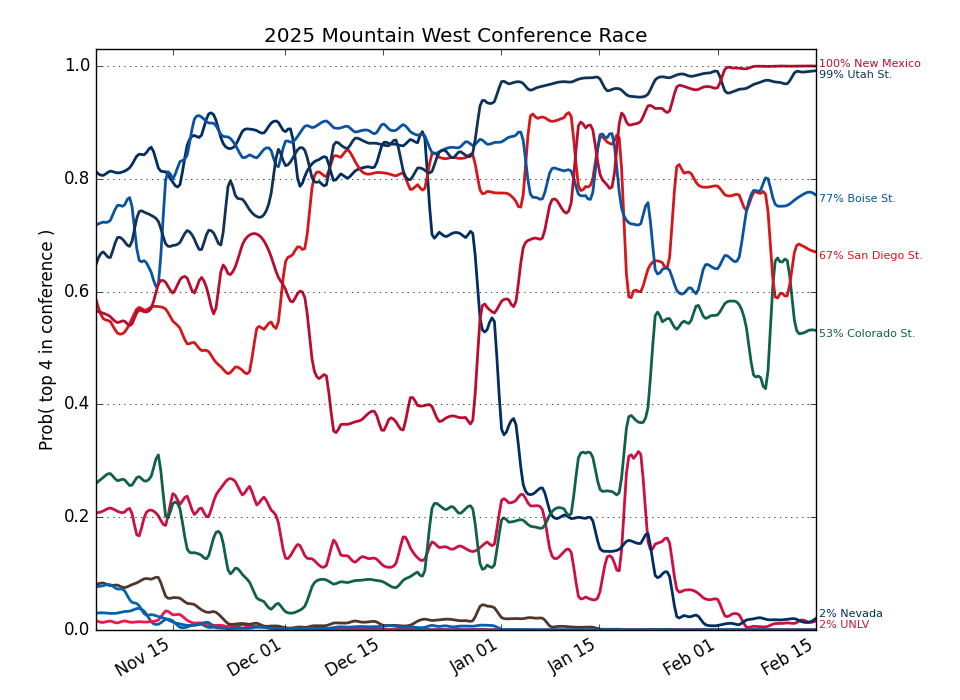 2025 Mountain West Conference Race
Prob( top 4 in conference )
1.0
0.8
0.6
0.4
0.2
0.0
Nov 15
Dec 01
Dec 15
Jan 01
Jan 15
Feb 01
Feb 15
100% New Mexico
99% Utah St.
77% Boise St.
67% San Diego St.
53% Colorado St.
2% Nevada
2% UNLV